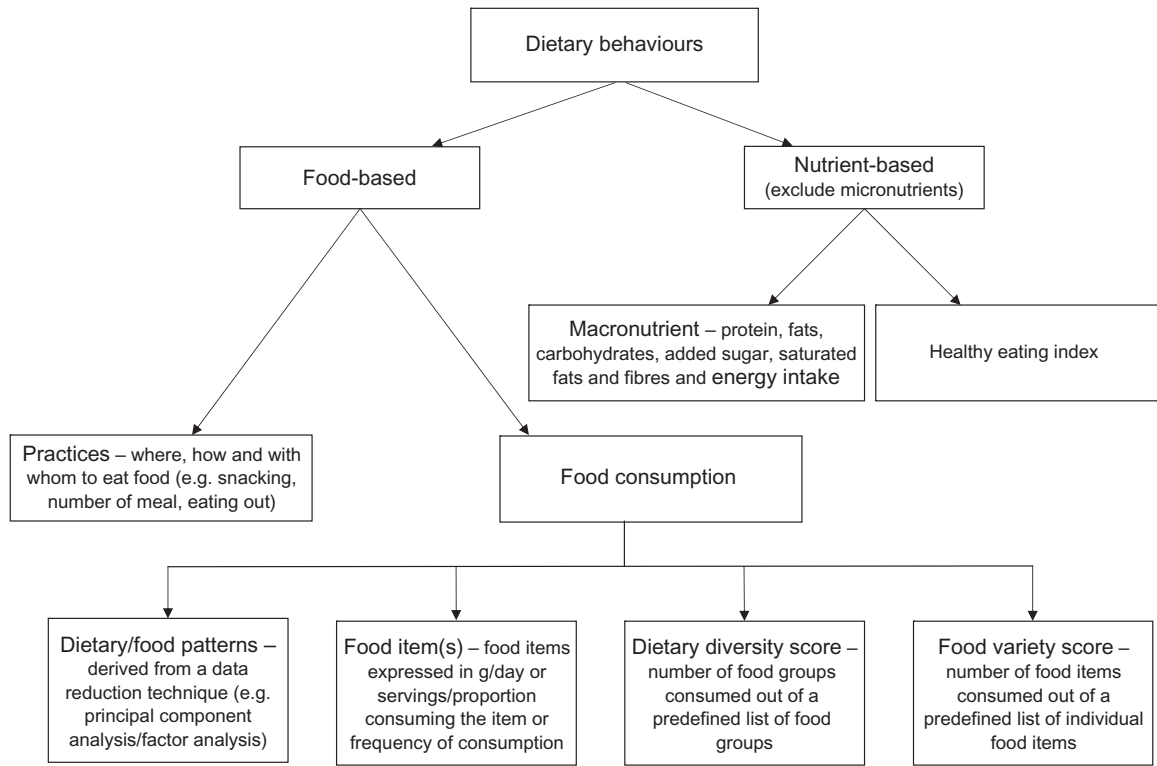 Dietary behaviours
Food-based
Nutrient-based
(exclude micronutrients)
Macronutrient – protein, fats,
carbohydrates, added sugar, saturated
fats and fibres and energy intake
Healthy eating index
Practices – where, how and with
whom to eat food (e.g. snacking,
number of meal, eating out)
Food consumption
Dietary/food patterns –
derived from a data
reduction technique (e.g.
principal component
analysis/factor analysis)
Food item(s) – food items
expressed in g/day or
servings/proportion
consuming the item or
frequency of consumption
Dietary diversity score –
number of food groups
consumed out of a
predefined list of food
groups
Food variety score –
number of food items
consumed out of a
predefined list of individual
food items